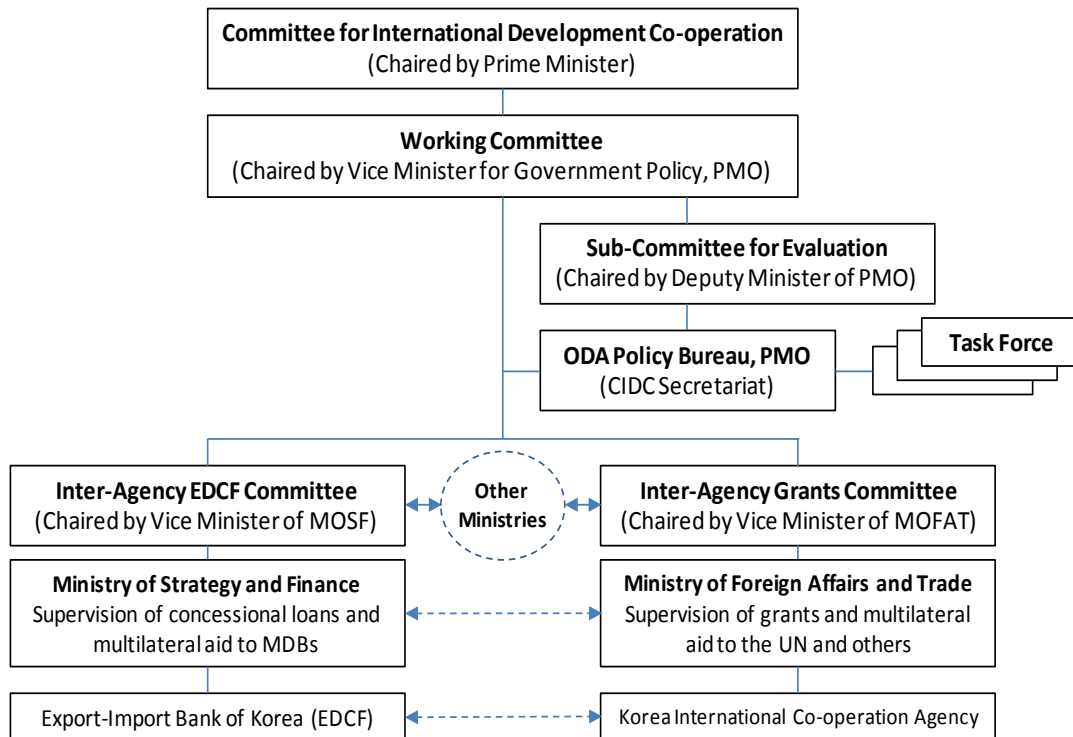 Committee for International Development Co-operation
(Chaired by Prime Minister)
Working Committee
(Chaired by Vice Minister for Government Policy, PMO)
Sub-Committee for Evaluation
(Chaired by Deputy Minister of PMO)
ODA Policy Bureau, PMO
(CIDC Secretariat)
Task Force
Inter-Agency EDCF Committee
(Chaired by Vice Minister of MOSF)
Other
Ministries
Inter-Agency Grants Committee
(Chaired by Vice Minister of MOFAT)
Ministry of Strategy and Finance
Supervision of concessional loans and
multilateral aid to MDBs
Ministry of Foreign Affairs and Trade
Supervision of grants and multilateral
aid to the UN and others
Export-Import Bank of Korea (EDCF)
Korea International Co-operation Agency